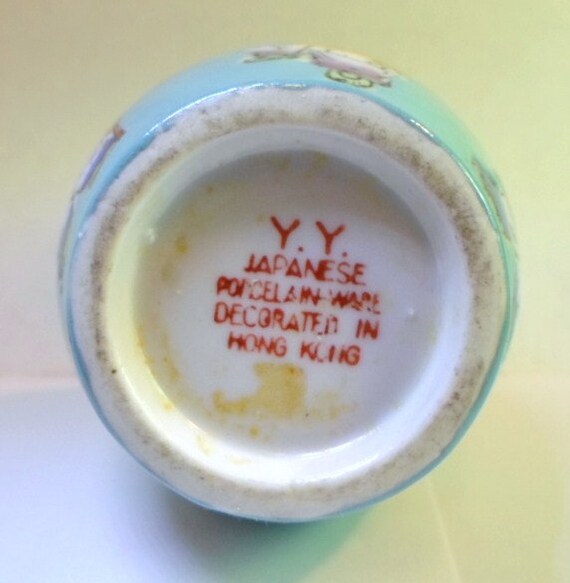 Y. Y.
JAPANESE
PORCELAIN WARE
DECORATED IN
HONG KONG